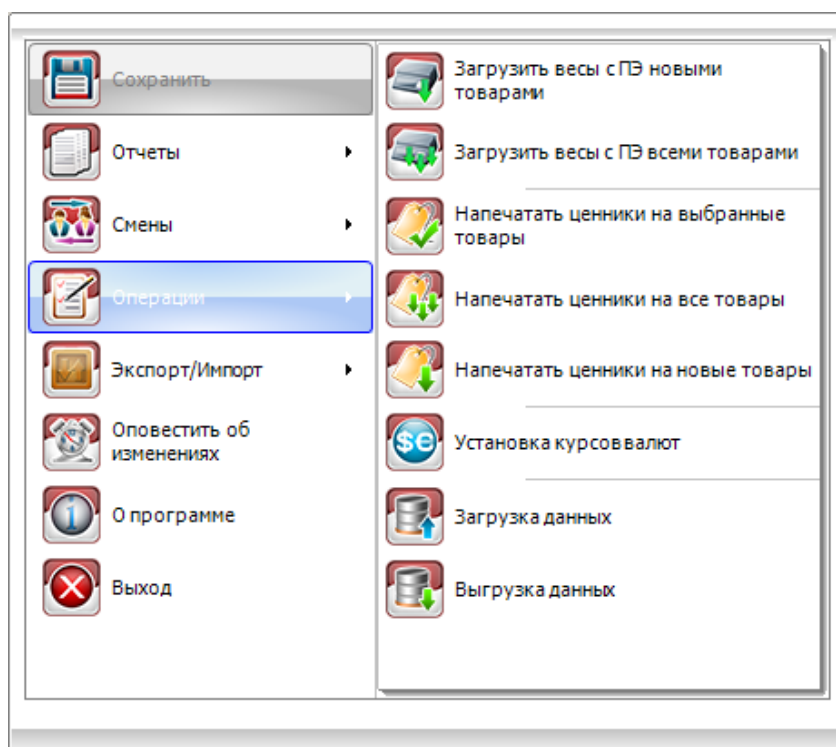 Сохранить
Отчеты
Смены
Операции
Экспорт/Импорт
Оповестить об
изменениях
О программе
Выход
Загрузить весы с ПЭ новыми
товарами
Загрузить весы с ПЭ всеми товарами
Напечатать ценники на выбранные
товары
Напечатать ценники на все товары
Напечатать ценники на новые товары
Установка курсов валют
Загрузка данных
Выгрузка данных